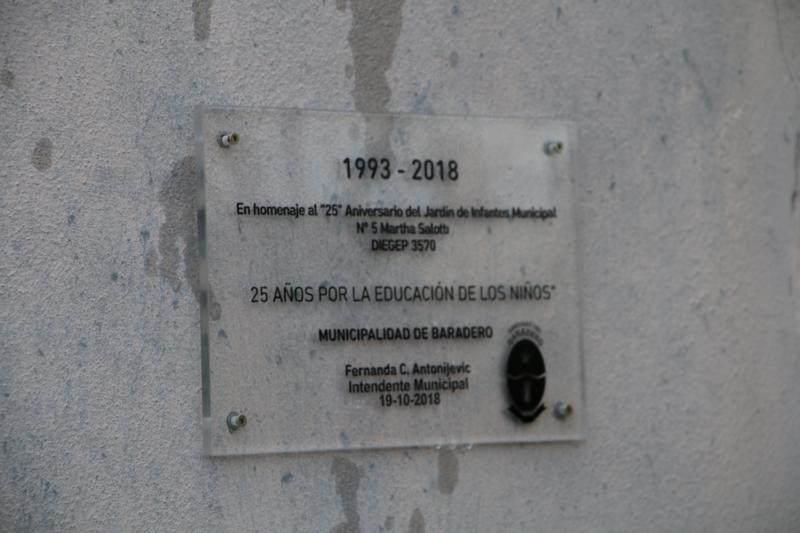 1993 - 2018
En homenaje al "25" Aniversario del Jardín de Infantes Municipal
N° 5 Martha Salotti
DIEGEP 3570
25 AÑOS POR LA EDUCACIÓN DE LOS NIÑOS"
MUNICIPALIDAD DE BARADERO
Fernanda C. Antonijevic
Intendente Municipal
19-10-2018
BARADERO